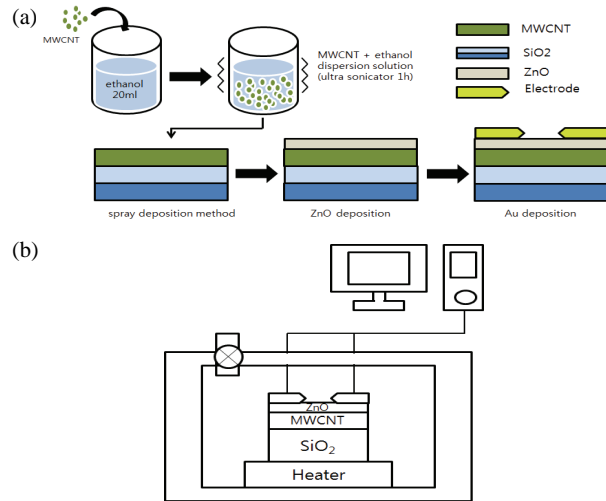 (a)
MWCNT
ethanol
20ml
MWCNT + ethanol
dispersion solution
(ultra sonicator 1h)
MWCNT
SiO2
ZnO
Electrode
spray deposition method
ZnO deposition
Au deposition
(b)
ZnO
MWCNT
SiO₂
Heater